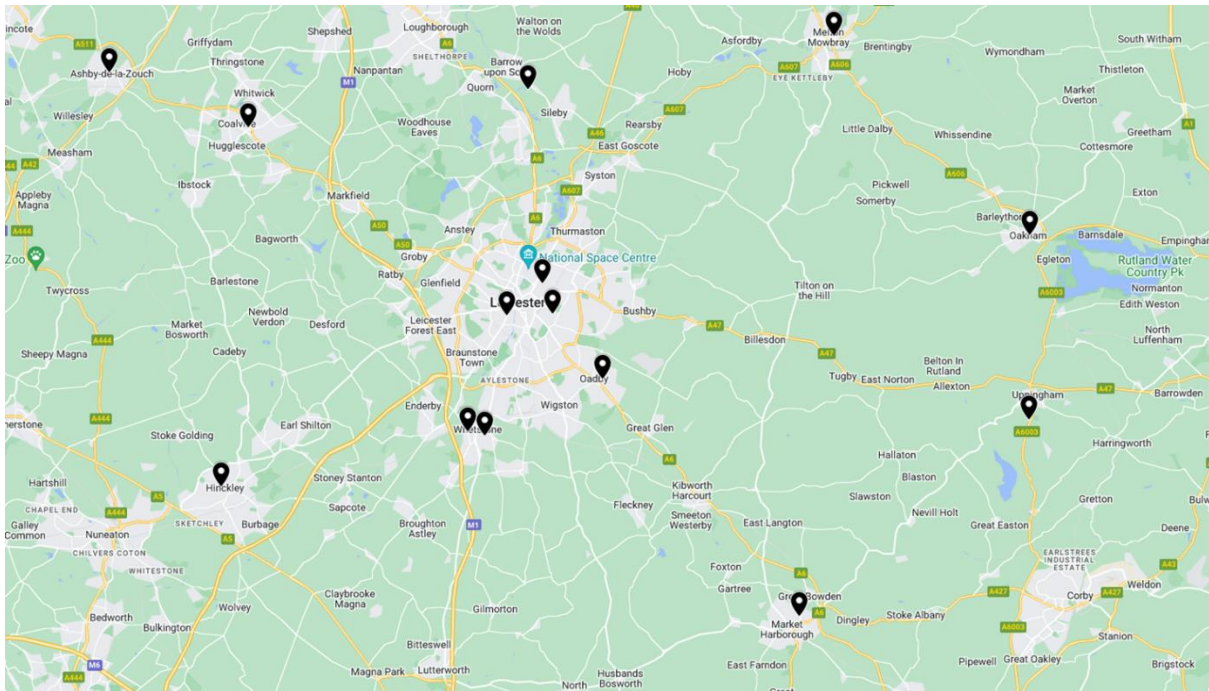 Loughborough
Walton on
the Wolds
Melton
Mowbray
Asfordby
Brentingby
Wymondham
South Witham
Griffydam
Shepshed
A6
SHELTHORPE
A607
A606
A511
Ashby-de-la-Zouch
Thringstone
Nanpantan
M1
Barrow
Quorn
Hoby
EYE KETTLEBY
Thistleton
Market
Overton
Whitwick
Willesley
Woodhouse
Eaves
Sileby
A607
Rearsby
A46
Little Dalby
Whissendine
Greetham
A1
Cottesmore
Hugglescote
Measham
A42
East Goscote
A6
Syston
A606
Appleby
Magna
Ibstock
Markfield
A607
Pickwell
Somerby
Exton
A444
A50
A6
Anstey
Thurmaston
Barnsdale
Oakham
Bagworth
A50
Groby
National Space Centre
Egleton
Rutland Water
Country Pk
Zoo
Ratby
Glenfield
Twycross
Barlestone
Tilton on
the Hill
A6003
Normanton
Edith Weston
Newbold
Verdon
Desford
Market
Bosworth
Leicester
Forest East
Bushby
A47
Billesdon
North
Luffenham
A444
Sheepy Magna
Cadeby
Braunstone
Town
A47
Belton In
Rutland
Tugby
East Norton
Allexton
AYLESTONE
Oadby
A47
Barrowden
Uppingham
Enderby
Wigston
A444
Earl Shilton
Stoke Golding
Great Glen
A6003
Harringworth
A6
Hallaton
Blaston
Hartshill
Hinckley
Stoney Stanton
Kibworth
Harcourt
Slawston
Gretton
A5
CHAPEL END
A444
Sapcote
Fleckney
Nevill Holt
SKETCHLEY
Burbage
Smeeton
Westerby
East Langton
Great Easton
Galley
Common
Nuneaton
Broughton
Astley
M1
Deene
A5
CHILVERS COTON
EARLSTREES
INDUSTRIAL
ESTATE
A43
WHITESTONE
Foxton
A6
Weldon
Gartree
Claybrooke
Magna
A427
Corby
A427
Wolvey
Gilmorton
Stoke Albany
Bedworth
Market
Harborough
A6
Dingley
Bulkington
A6003
Stanion
Bitteswell
M6
East Farndon
Pipewell
Great Oakley
Brigstock
A444
Magna Park
Lutterworth
Husbands
Bosworth
North
Great